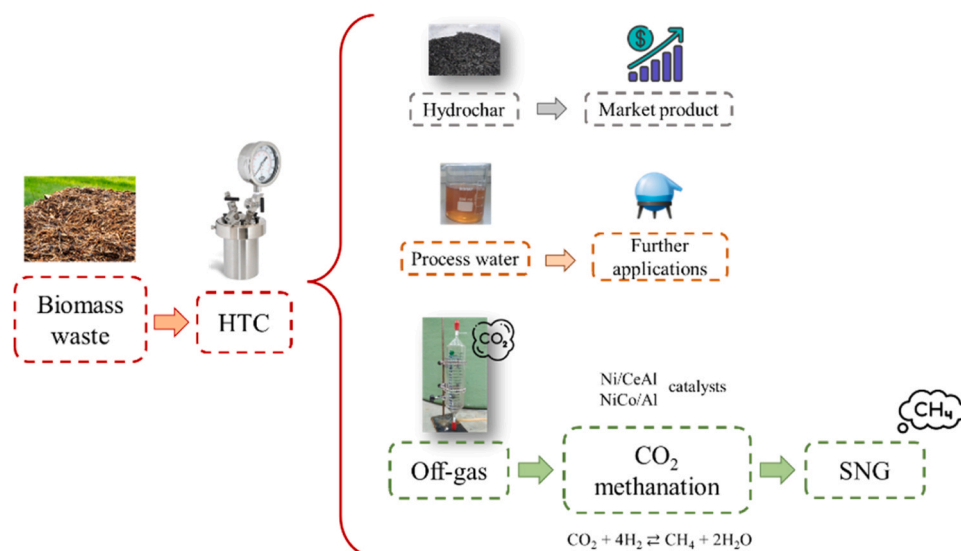 Hydrochar
Market product
Process water
Further
applications
Biomass
waste
HTC
CO₂
Ni/CeAl
NiCo/Al
catalysts
CH₄
Off-gas
CO₂
methanation
SNG
CO₂ + 4H₂ ⇄ CH₄ + 2H₂O